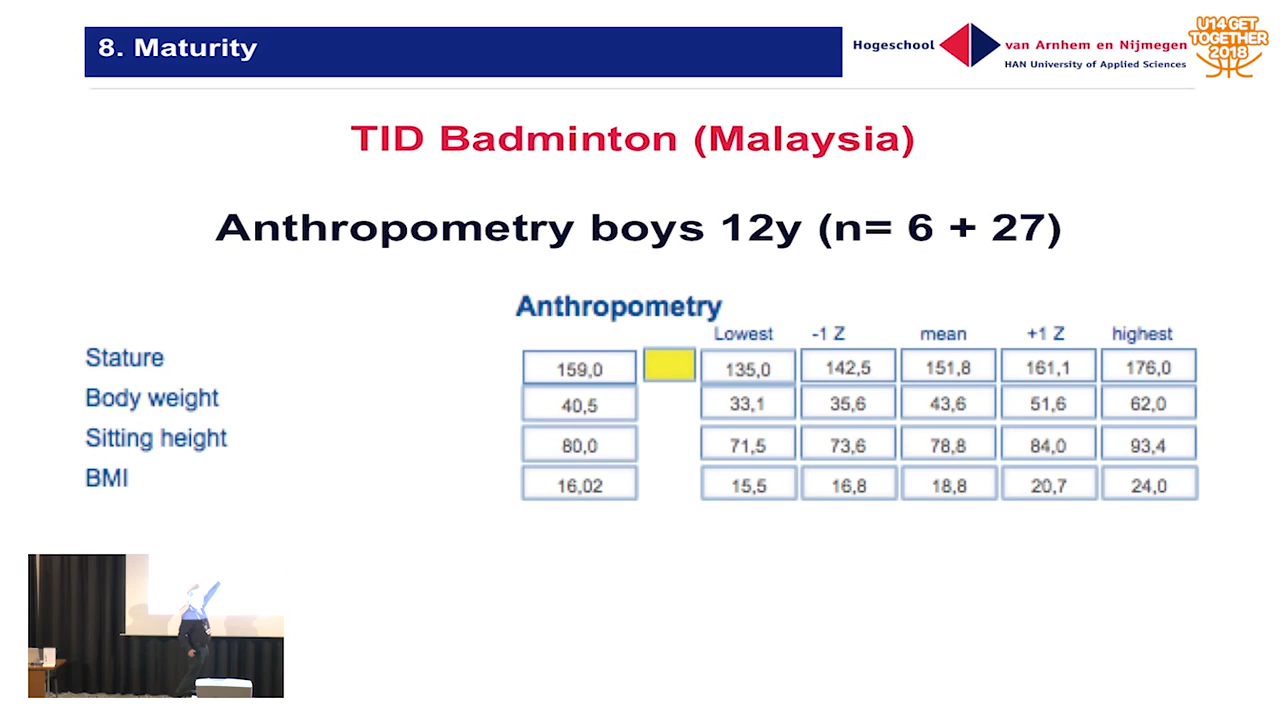 8. Maturity
Hogeschool van Arnhem en Nijmegen
HAN University of Applied Sciences
U14 GET
TOGETHER
2018
TID Badminton (Malaysia)
Anthropometry boys 12y (n= 6 + 27)
Anthropometry
Lowest -1 Z mean +1 Z highest
Stature 159,0 135,0 142,5 151,8 161,1 176,0
Body weight 40,5 33,1 35,6 43,6 51,6 62,0
Sitting height 80,0 71,5 73,6 78,8 84,0 93,4
BMI 16,02 15,5 16,8 18,8 20,7 24,0